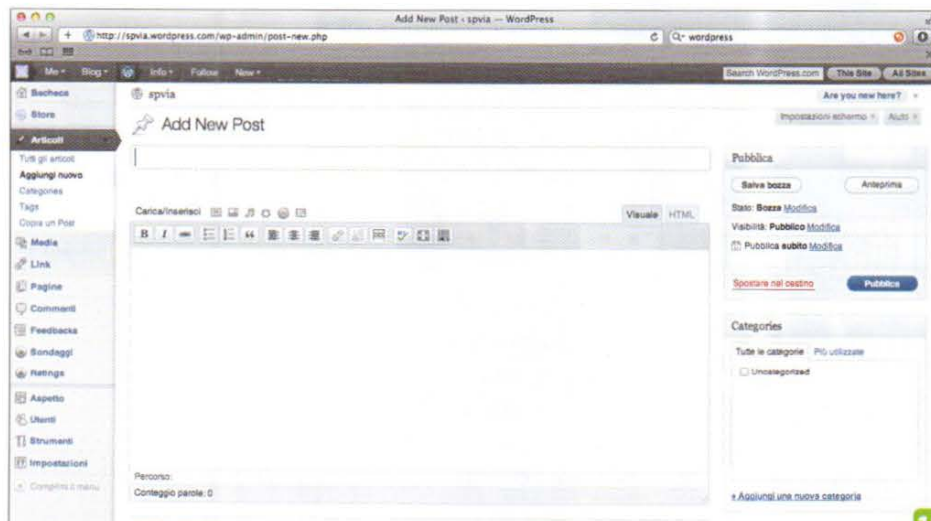 Add New Post ‹ spvia — WordPress
http://spvia.wordpress.com/wp-admin/post-new.php
wordpress
Me Blog Info Follow New
Search WordPress.com This Site All Sites
Bacheca
Store
Articoli
Tutti gli articoli
Aggiungi nuovo
Categories
Tags
Copia un Post
Media
Link
Pagine
Commenti
Feedbacks
Sondaggi
Ratings
Aspetto
Utenti
Strumenti
Impostazioni
Comprimi il menu
spvia
Are you new here?
Impostazioni schermo Aiuto
Add New Post
Carica/Inserisci
Visuale HTML
B I ABC
Percorso:
Conteggio parole: 0
Pubblica
Salva bozza Anteprima
Stato: Bozza Modifica
Visibilità: Pubblico Modifica
Pubblica subito Modifica
Spostare nel cestino Pubblica
Categories
Tutte le categorie Più utilizzate
Uncategorized
+ Aggiungi una nuova categoria